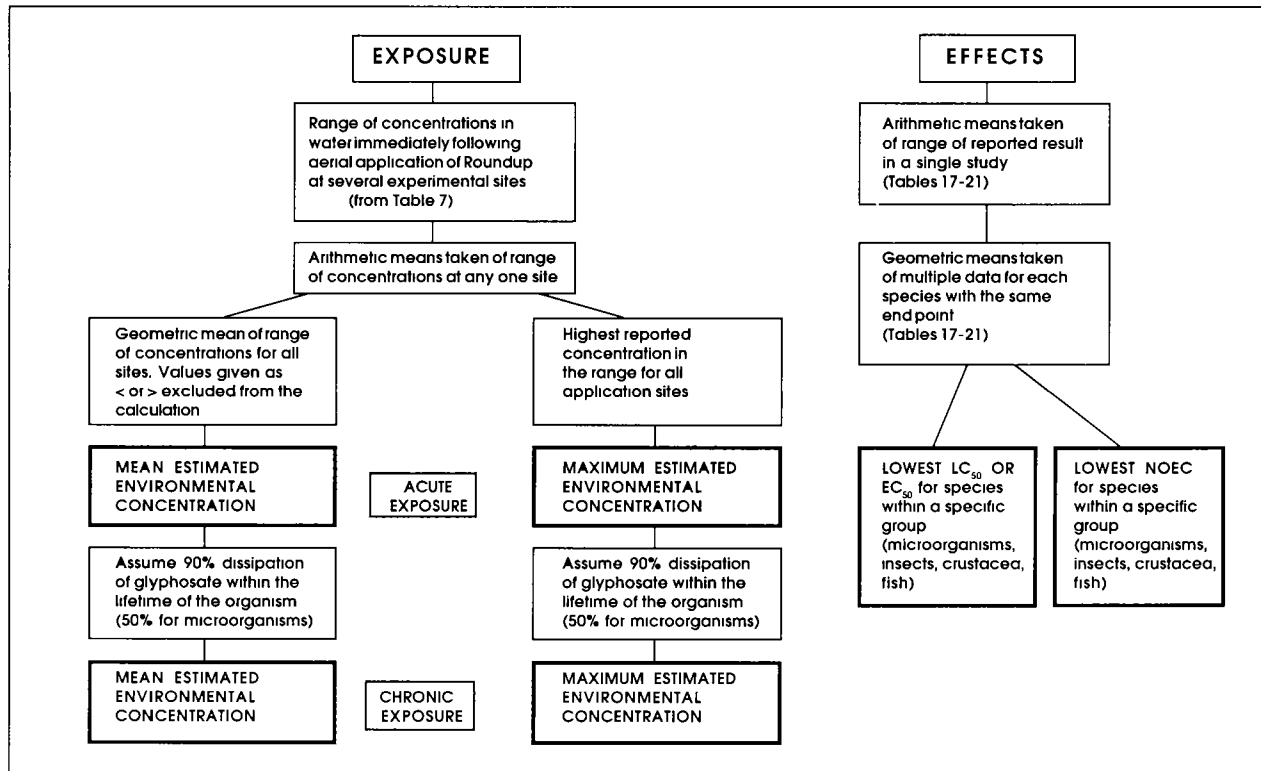 EXPOSURE
Range of concentrations in
water immediately following
aerial application of Roundup
at several experimental sites
(from Table 7)
Arithmetic means taken of range
of concentrations at any one site
Geometric mean of range
of concentrations for all
sites. Values given as
< or > excluded from the
calculation
Highest reported
concentration in
the range for all
application sites
MEAN ESTIMATED
ENVIRONMENTAL
CONCENTRATION
ACUTE
EXPOSURE
MAXIMUM ESTIMATED
ENVIRONMENTAL
CONCENTRATION
Assume 90% dissipation
of glyphosate within the
lifetime of the organism
(50% for microorganisms)
Assume 90% dissipation
of glyphosate within the
lifetime of the organism
(50% for microorganisms)
MEAN ESTIMATED
ENVIRONMENTAL
CONCENTRATION
CHRONIC
EXPOSURE
MAXIMUM ESTIMATED
ENVIRONMENTAL
CONCENTRATION
EFFECTS
Arithmetic means taken
of range of reported result
in a single study
(Tables 17-21)
Geometric means taken
of multiple data for each
species with the same
end point
(Tables 17-21)
LOWEST LC₅₀ OR
EC₅₀ for species
within a specific
group
(microorganisms,
insects, crustacea,
fish)
LOWEST NOEC
for species
within a specific
group
(microorganisms,
insects, crustacea,
fish)